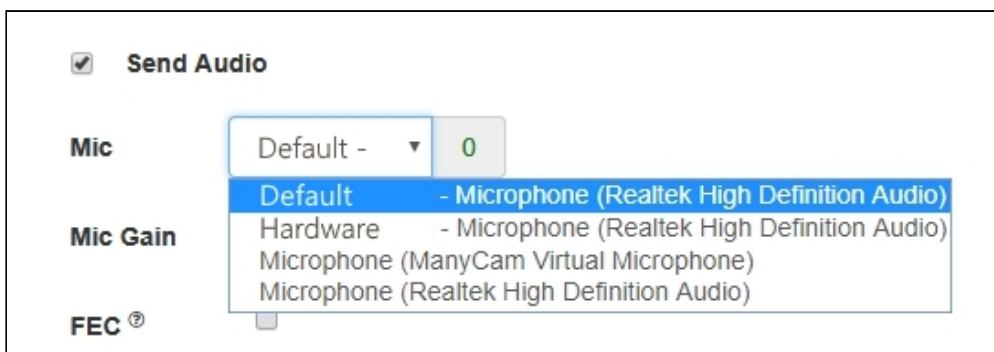 Send Audio
Mic Default - 0
Default - Microphone (Realtek High Definition Audio)
Mic Gain Hardware - Microphone (Realtek High Definition Audio)
Microphone (ManyCam Virtual Microphone)
Microphone (Realtek High Definition Audio)
FEC ?